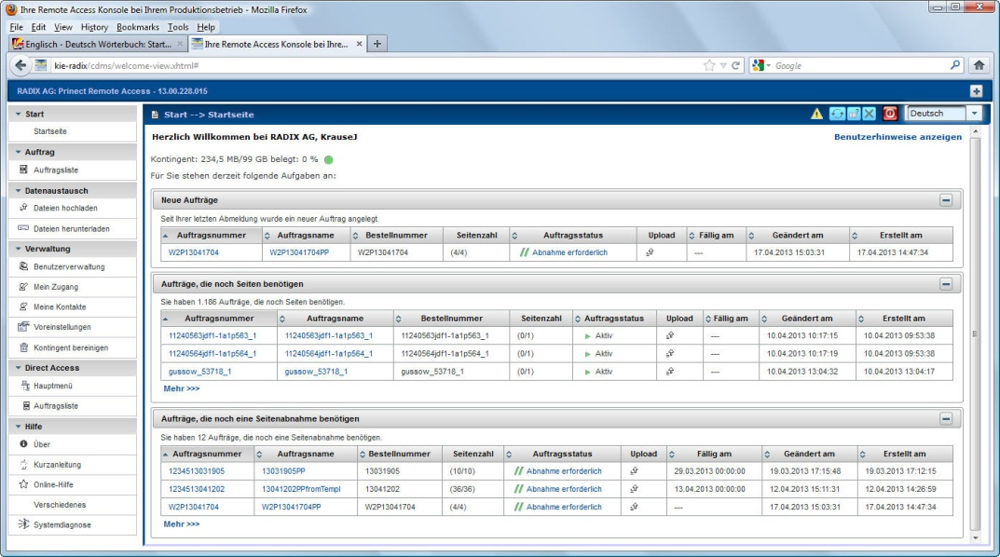 Ihre Remote Access Konsole bei Ihrem Produktionsbetrieb - Mozilla Firefox
File Edit View History Bookmarks Tools Help
Englisch - Deutsch Wörterbuch: Start... × Ihre Remote Access Konsole bei Ihre... × +
kie-radix/cdms/welcome-view.xhtml# Google
RADIX AG: Prinect Remote Access - 13.00.228.015
Start
Startseite
Auftrag
Auftragsliste
Datenaustausch
Dateien hochladen
Dateien herunterladen
Verwaltung
Benutzerverwaltung
Mein Zugang
Meine Kontakte
Voreinstellungen
Kontingent bereinigen
Direct Access
Hauptmenü
Auftragsliste
Hilfe
Über
Kurzanleitung
Online-Hilfe
Verschiedenes
Systemdiagnose
Start --> Startseite Deutsch
Herzlich Willkommen bei RADIX AG, KrauseJ Benutzerhinweise anzeigen
Kontingent: 234,5 MB/99 GB belegt: 0 %
Für Sie stehen derzeit folgende Aufgaben an:
Neue Aufträge
Seit Ihrer letzten Abmeldung wurde ein neuer Auftrag angelegt.
Auftragsnummer Auftragsname Bestellnummer Seitenzahl Auftragsstatus Upload Fällig am Geändert am Erstellt am
W2P13041704 W2P13041704PP W2P13041704 (4/4) Abnahme erforderlich --- 17.04.2013 15:03:31 17.04.2013 14:47:34
Aufträge, die noch Seiten benötigen
Sie haben 1.186 Aufträge, die noch Seiten benötigen.
Auftragsnummer Auftragsname Bestellnummer Seitenzahl Auftragsstatus Upload Fällig am Geändert am Erstellt am
11240563jdf1-1a1p563_1 11240563jdf1-1a1p563_1 11240563jdf1-1a1p563_1 (0/1) Aktiv --- 10.04.2013 10:17:15 10.04.2013 09:53:38
11240564jdf1-1a1p564_1 11240564jdf1-1a1p564_1 11240564jdf1-1a1p564_1 (0/1) Aktiv --- 10.04.2013 10:17:19 10.04.2013 09:53:38
gussow_53718_1 gussow_53718_1 gussow_53718_1 (0/1) Aktiv --- 10.04.2013 13:04:32 10.04.2013 13:04:17
Mehr >>>
Aufträge, die noch eine Seitenabnahme benötigen
Sie haben 12 Aufträge, die noch eine Seitenabnahme benötigen.
Auftragsnummer Auftragsname Bestellnummer Seitenzahl Auftragsstatus Upload Fällig am Geändert am Erstellt am
1234513031905 13031905PP 13031905 (10/10) Abnahme erforderlich 29.03.2013 00:00:00 19.03.2013 17:15:48 19.03.2013 17:12:15
1234513041202 13041202PPfromTempl 13041202 (36/36) Abnahme erforderlich 13.04.2013 00:00:00 12.04.2013 15:11:31 12.04.2013 14:26:59
W2P13041704 W2P13041704PP W2P13041704 (4/4) Abnahme erforderlich --- 17.04.2013 15:03:31 17.04.2013 14:47:34
Mehr >>>